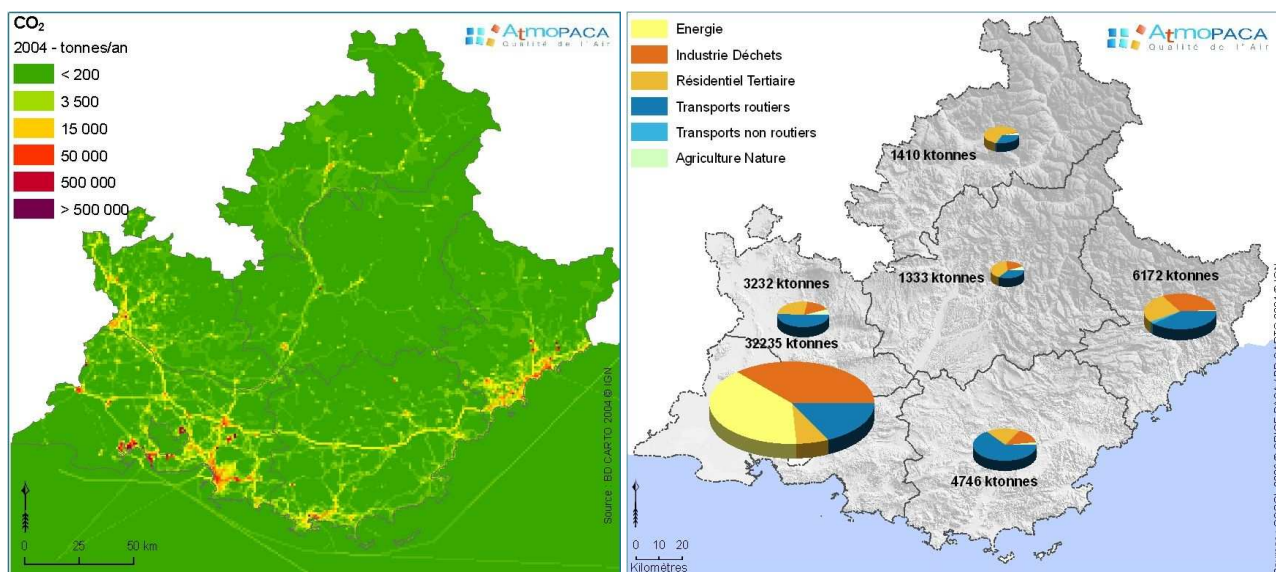 CO₂
2004 - tonnes/an
< 200
3 500
15 000
50 000
500 000
> 500 000
AtmoPACA
Qualité de l'Air
Source : BD CARTO 2004 © IGN
0 25 50 km
Energie
Industrie Déchets
Résidentiel Tertiaire
Transports routiers
Transports non routiers
Agriculture Nature
AtmoPACA
Qualité de l'Air
1410 ktonnes
3232 ktonnes
1333 ktonnes
6172 ktonnes
32235 ktonnes
4746 ktonnes
0 10 20
Kilomètres